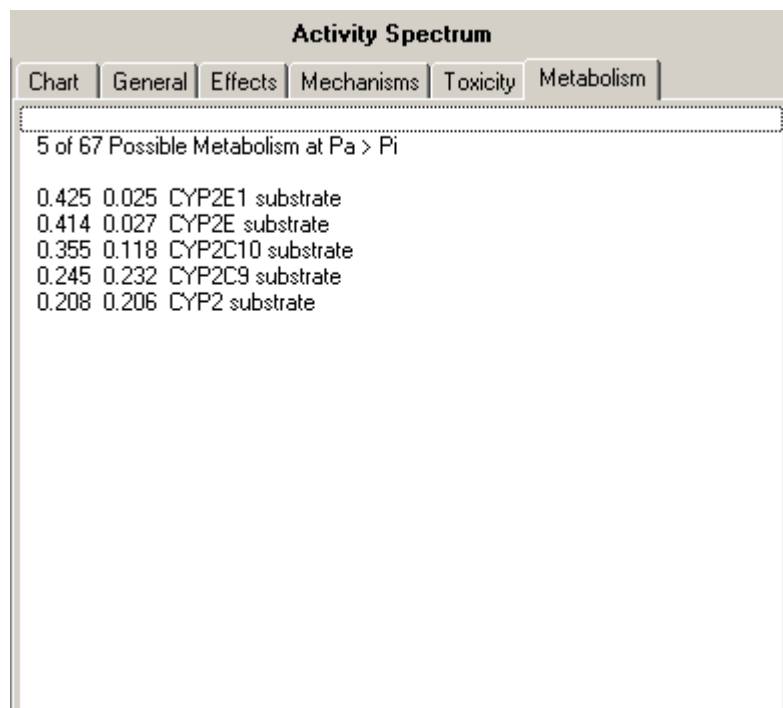 Activity Spectrum
Chart General Effects Mechanisms Toxicity Metabolism
5 of 67 Possible Metabolism at Pa > Pi
0.425 0.025 CYP2E1 substrate
0.414 0.027 CYP2E substrate
0.355 0.118 CYP2C10 substrate
0.245 0.232 CYP2C9 substrate
0.208 0.206 CYP2 substrate